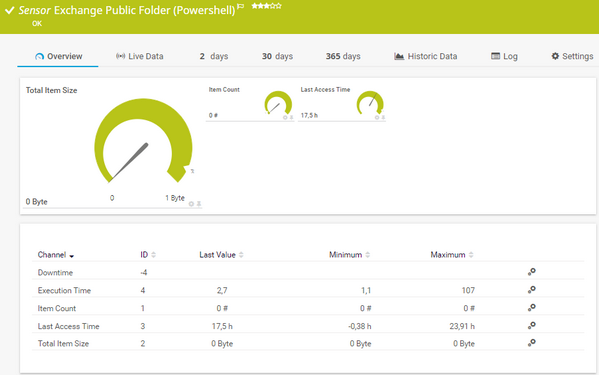 Sensor Exchange Public Folder (Powershell)
OK
Overview
Live Data
2 days
30 days
365 days
Historic Data
Log
Settings
Total Item Size
0
1 Byte
0 Byte
Item Count
0 #
Last Access Time
17,5 h
Channel ID Last Value Minimum Maximum
Downtime -4
Execution Time 4 2,7 1,1 107
Item Count 1 0 # 0 # 0 #
Last Access Time 3 17,5 h -0,38 h 23,91 h
Total Item Size 2 0 Byte 0 Byte 0 Byte